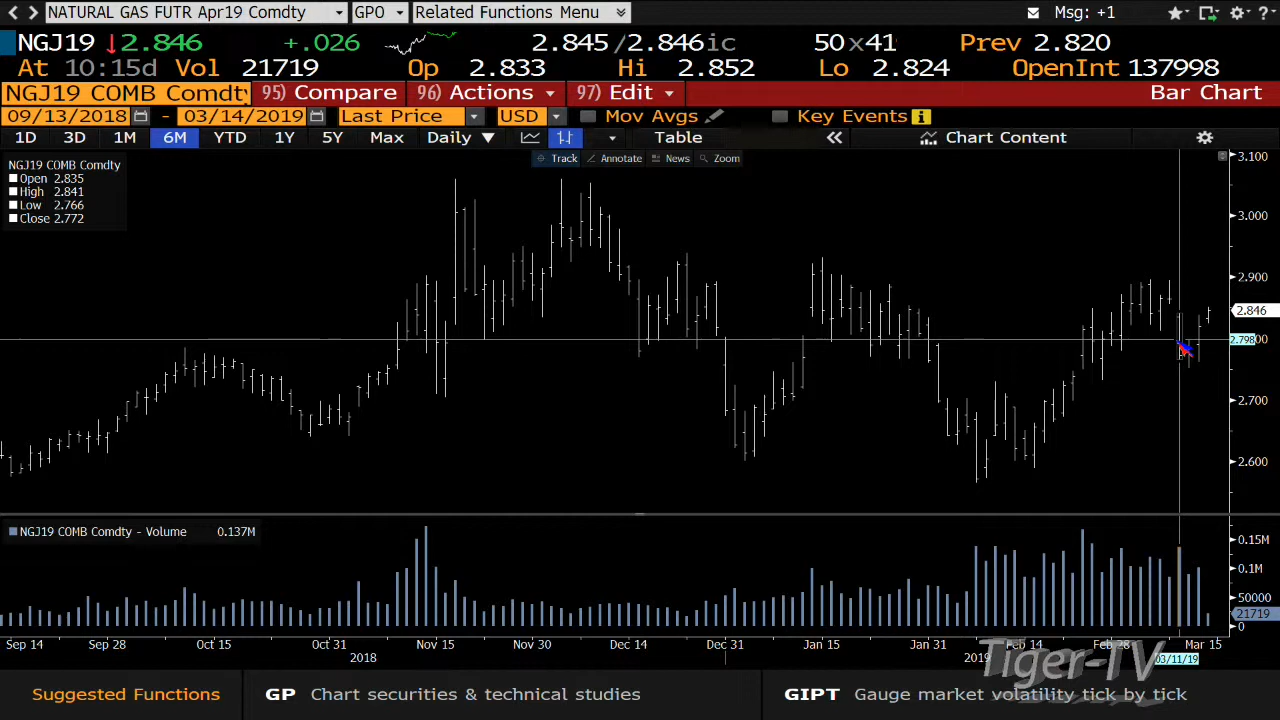 NATURAL GAS FUTR Apr19 Comdty GPO Related Functions Menu Msg: +1
NGJ19 ↓2.846 +.026 2.845/2.846ic 50x41 Prev 2.820
At 10:15d Vol 21719 Op 2.833 Hi 2.852 Lo 2.824 OpenInt 137998
NGJ19 COMB Comdty 95) Compare 96) Actions 97) Edit Bar Chart
09/13/2018 - 03/14/2019 Last Price USD Mov Avgs Key Events
1D 3D 1M 6M YTD 1Y 5Y Max Daily ▼ Table « Chart Content
Track Annotate News Zoom
NGJ19 COMB Comdty
Open 2.835
High 2.841
Low 2.766
Close 2.772
3.100
3.000
2.900
2.846
2.798
2.700
2.600
NGJ19 COMB Comdty - Volume 0.137M
0.15M
0.1M
50000
21719
0
Sep 14 Sep 28 Oct 15 Oct 31 Nov 15 Nov 30 Dec 14 Dec 31 Jan 15 Jan 31 Feb 14 Feb 28 Mar 15
2018 2019 03/11/19
Tiger-TV
Suggested Functions GP Chart securities & technical studies GIPT Gauge market volatility tick by tick